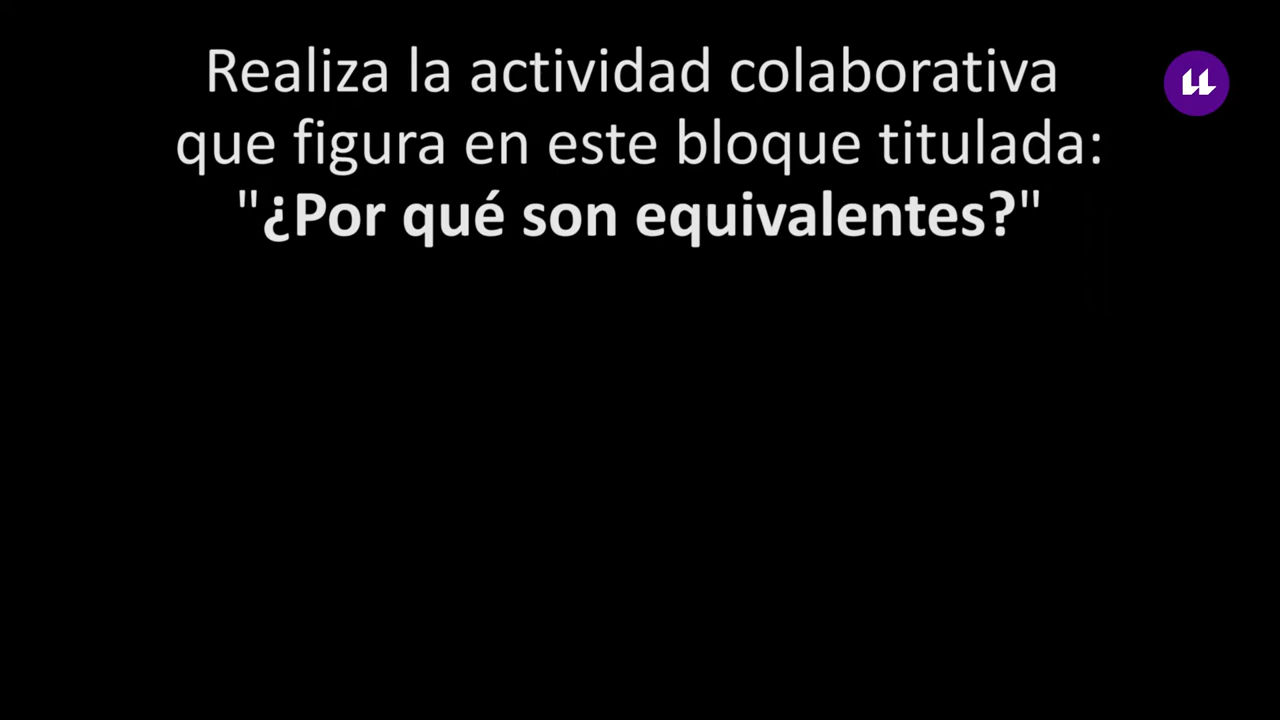 Realiza la actividad colaborativa
que figura en este bloque titulada:
"¿Por qué son equivalentes?"